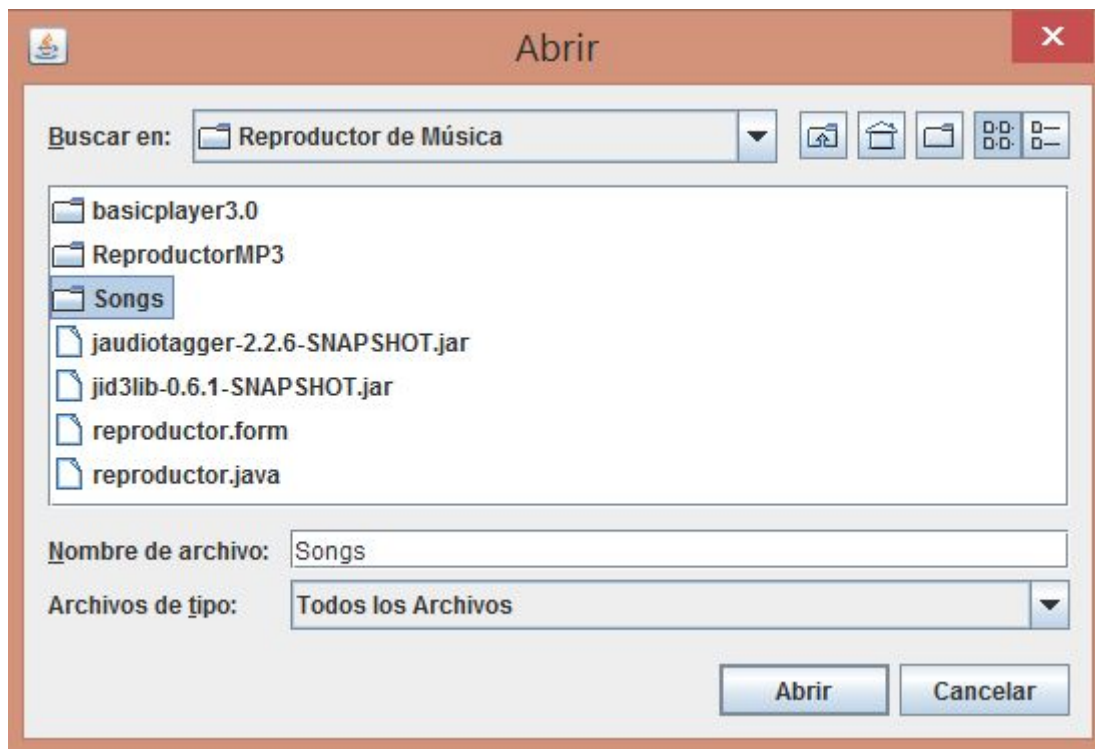 Abrir
Buscar en: Reproductor de Música
basicplayer3.0
ReproductorMP3
Songs
jaudiotagger-2.2.6-SNAPSHOT.jar
jid3lib-0.6.1-SNAPSHOT.jar
reproductor.form
reproductor.java
Nombre de archivo: Songs
Archivos de tipo: Todos los Archivos
Abrir Cancelar